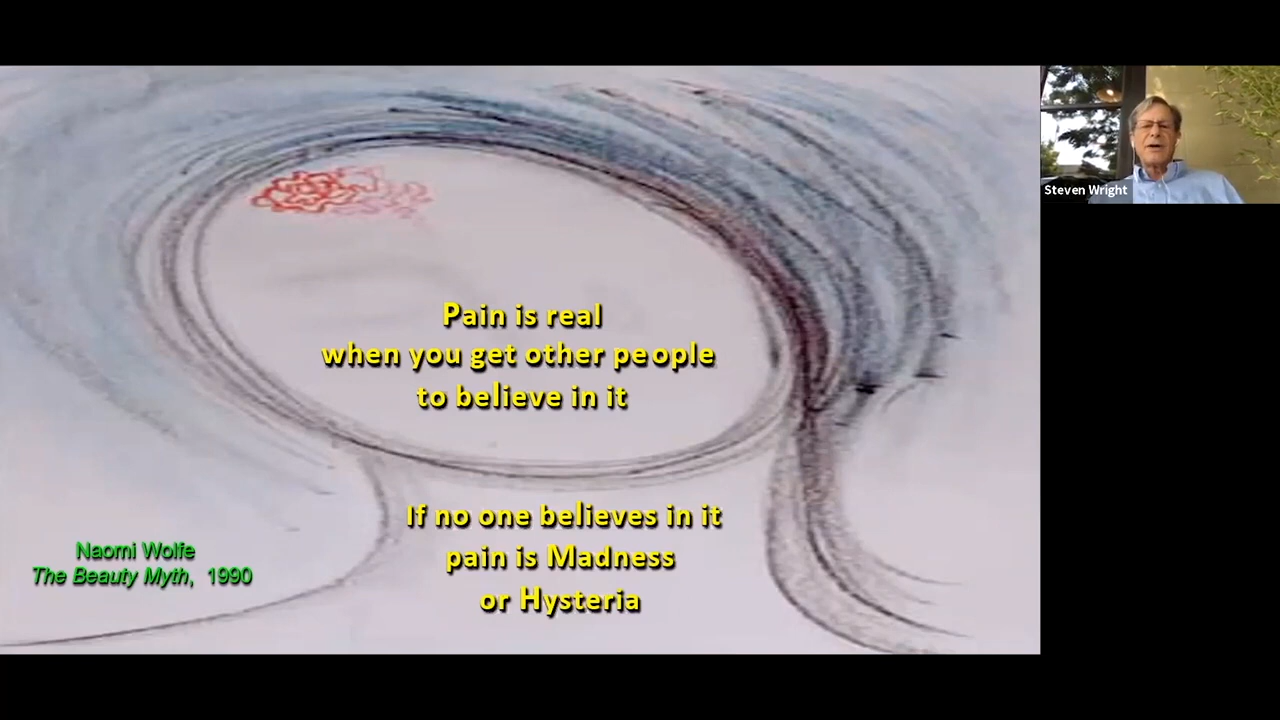 Pain is real
when you get other people
to believe in it
If no one believes in it
pain is Madness
or Hysteria
Naomi Wolfe
The Beauty Myth, 1990
Steven Wright